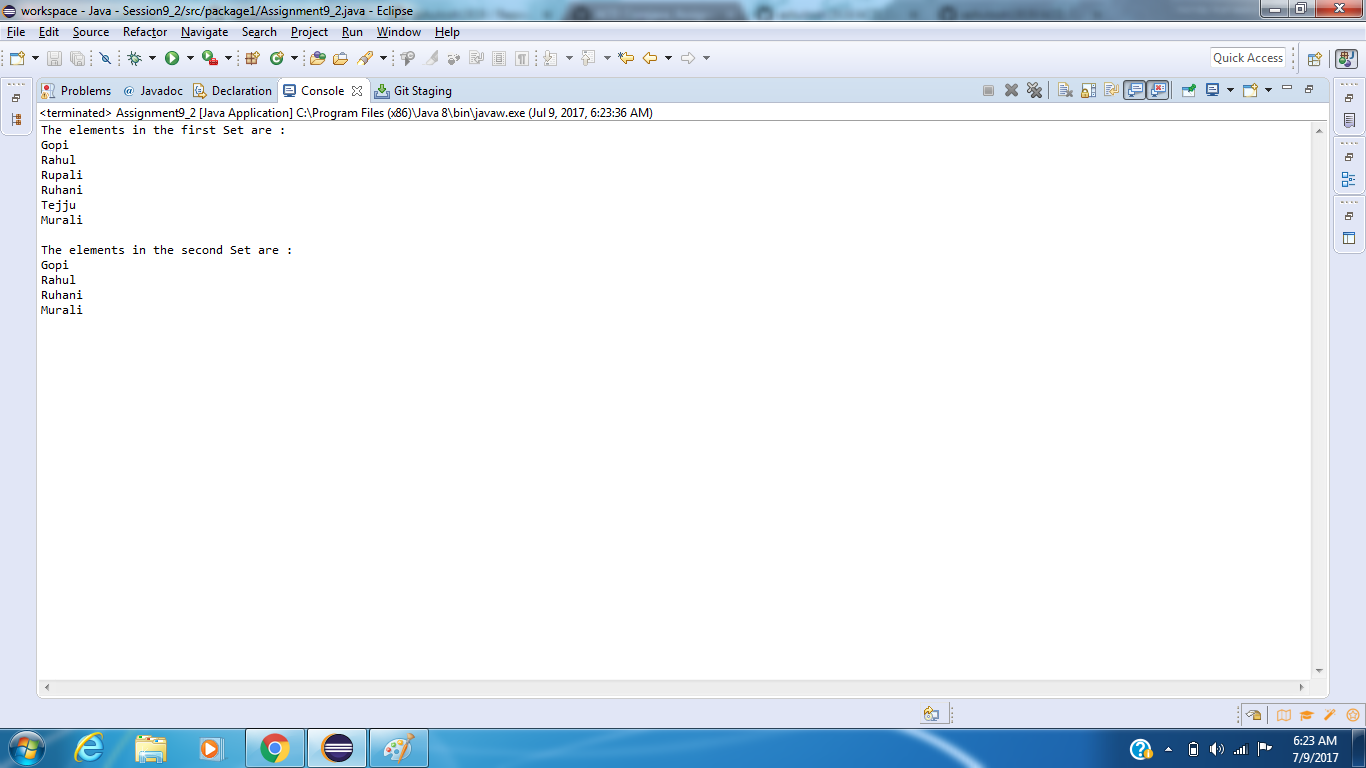 workspace - Java - Session9_2/src/package1/Assignment9_2.java - Eclipse
File Edit Source Refactor Navigate Search Project Run Window Help
Quick Access
Problems @ Javadoc Declaration Console Git Staging
<terminated> Assignment9_2 [Java Application] C:\Program Files (x86)\Java 8\bin\javaw.exe (Jul 9, 2017, 6:23:36 AM)
The elements in the first Set are :
Gopi
Rahul
Rupali
Ruhani
Tejju
Murali
The elements in the second Set are :
Gopi
Rahul
Ruhani
Murali
6:23 AM
7/9/2017